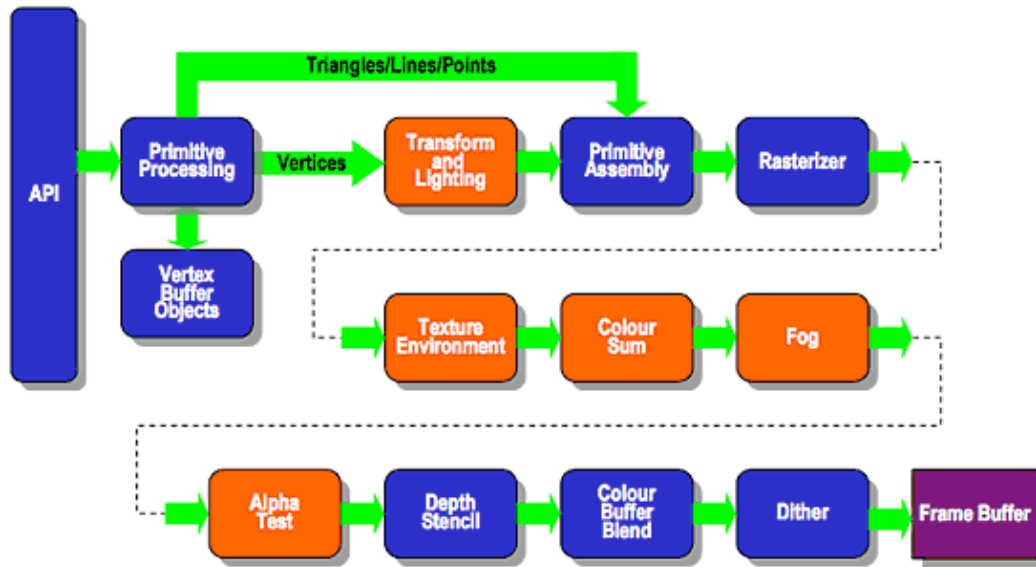 Triangles/Lines/Points
API
Primitive
Processing
Vertices
Transform
and
Lighting
Primitive
Assembly
Rasterizer
Vertex
Buffer
Objects
Texture
Environment
Colour
Sum
Fog
Alpha
Test
Depth
Stencil
Colour
Buffer
Blend
Dither
Frame Buffer